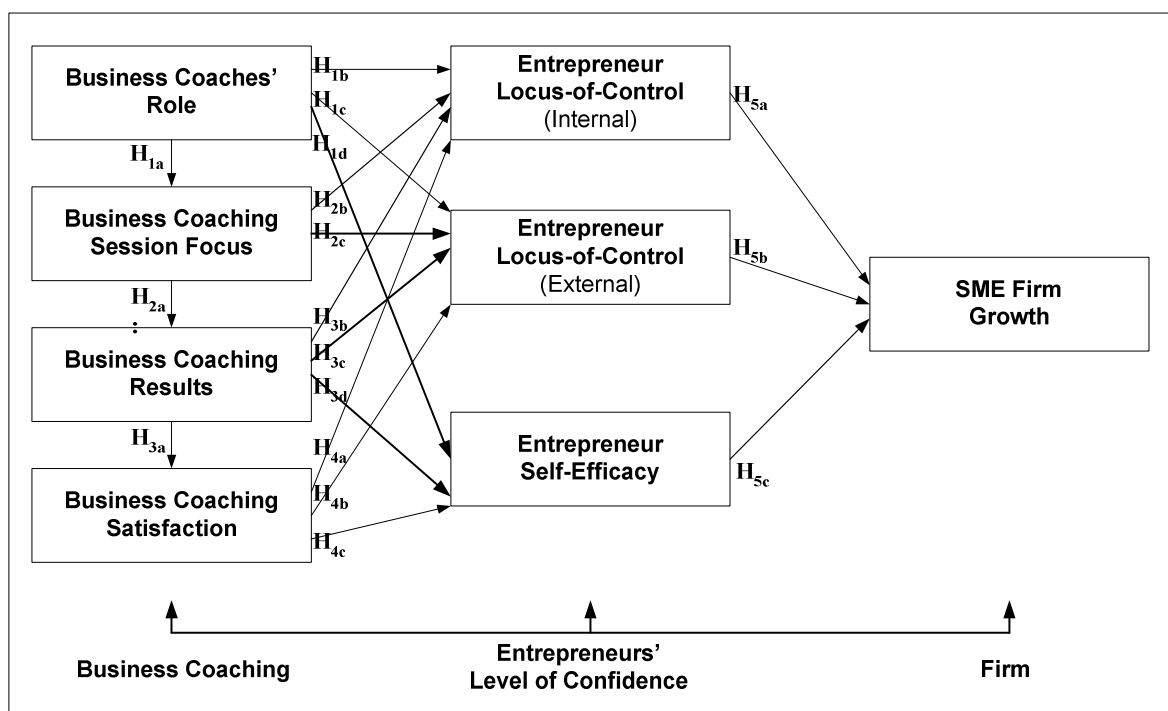 Business Coaches’
Role
H1a
Business Coaching
Session Focus
H2a
:
Business Coaching
Results
H3a
Business Coaching
Satisfaction
H1b
H1c
H1d
H2b
H2c
H3b
H3c
H3d
H4a
H4b
H4c
Entrepreneur
Locus-of-Control
(Internal)
Entrepreneur
Locus-of-Control
(External)
Entrepreneur
Self-Efficacy
H5a
H5b
H5c
SME Firm
Growth
Business Coaching
Entrepreneurs’
Level of Confidence
Firm